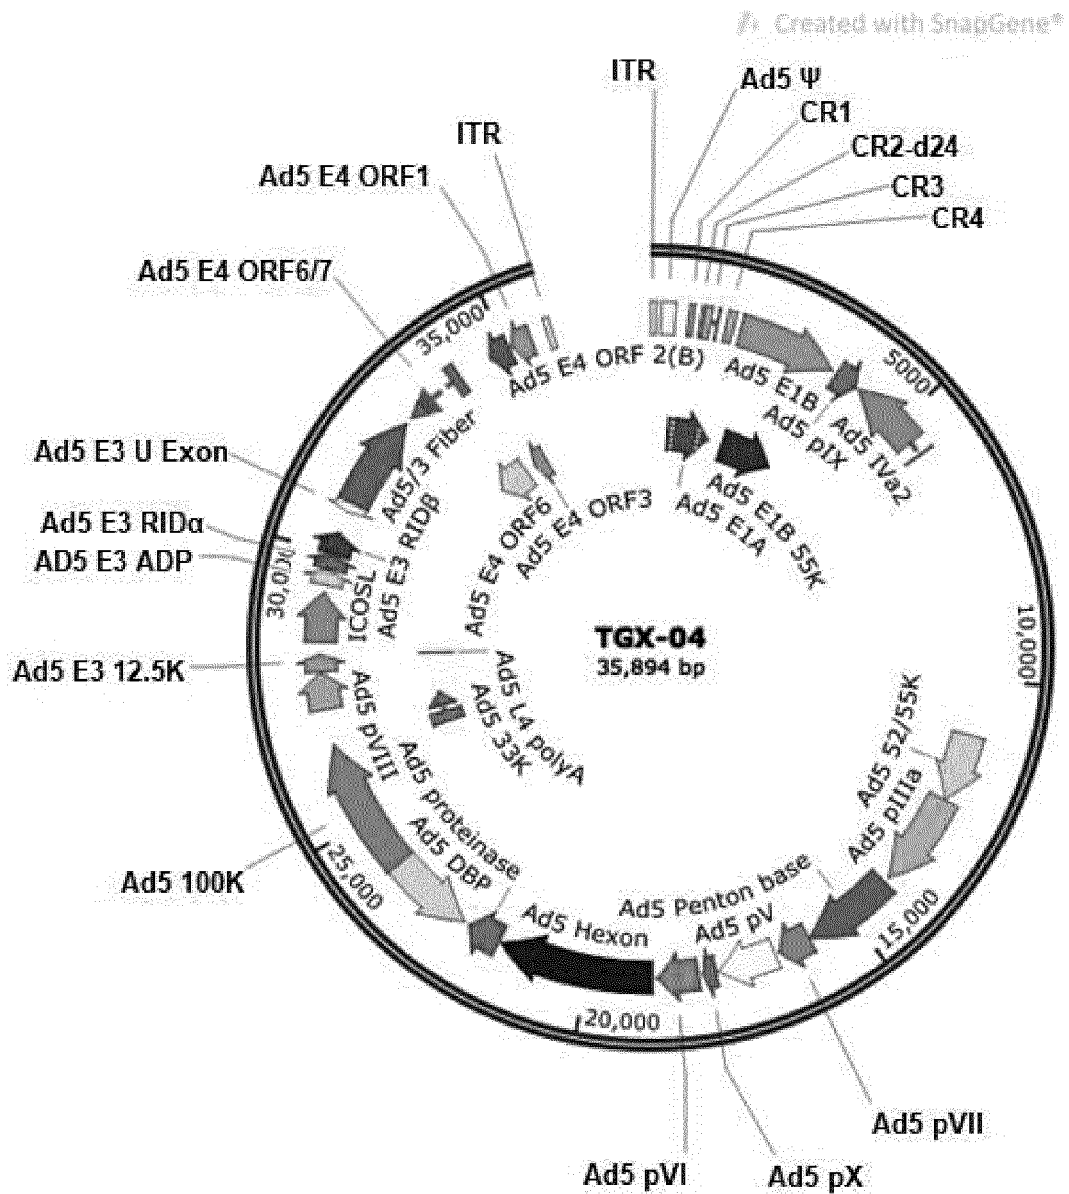 Created with SnapGene®
ITR
Ad5 Ψ
CR1
CR2-d24
CR3
CR4
ITR
Ad5 E4 ORF1
Ad5 E4 ORF6/7
35,000
Ad5 E4 ORF 2(B)
Ad5 E1B
Ad5 pIX
Ad5 IVa2
5000
Ad5/3 Fiber
Ad5 E3 U Exon
Ad5 E3 RIDα
AD5 E3 ADP
Ad5 E3 RIDβ
ICOSL
30,000
Ad5 E4 ORF6
Ad5 E4 ORF3
Ad5 E1A
Ad5 E1B 55K
TGX-04
35,894 bp
10,000
Ad5 E3 12.5K
Ad5 pVIII
Ad5 L4 polyA
Ad5 33K
Ad5 proteinase
Ad5 DBP
Ad5 52/55K
Ad5 pIIIa
Ad5 100K
25,000
Ad5 Penton base
Ad5 pV
Ad5 Hexon
15,000
20,000
Ad5 pVII
Ad5 pX
Ad5 pVI